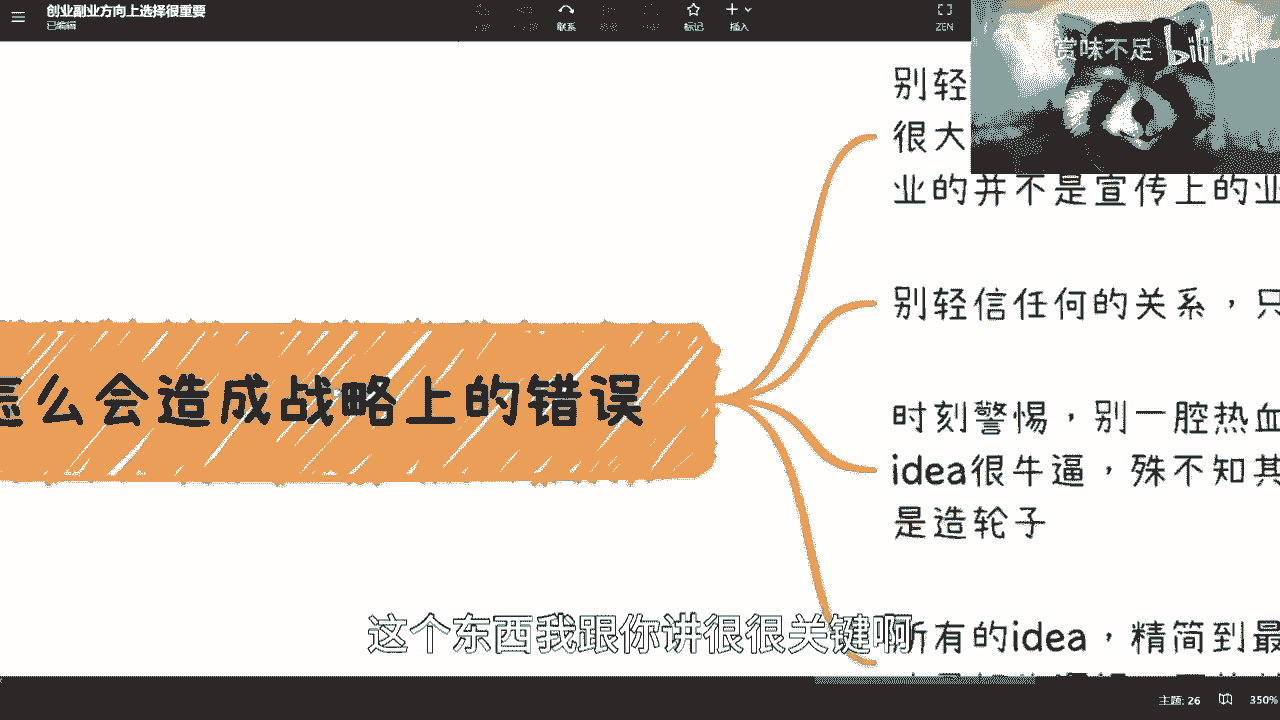 创业副业方向上选择很重要
已编辑
联系
标记
插入
ZEN
赏味不足 bilibili
别轻
很大
业的并不是宣传上的业
别轻信任何的关系，只
怎么会造成战略上的错误
时刻警惕，别一腔热血
idea很牛逼，殊不知其
是造轮子
所有的idea，精简到最
这个东西我跟你讲很很关键啊
主题: 26
350%